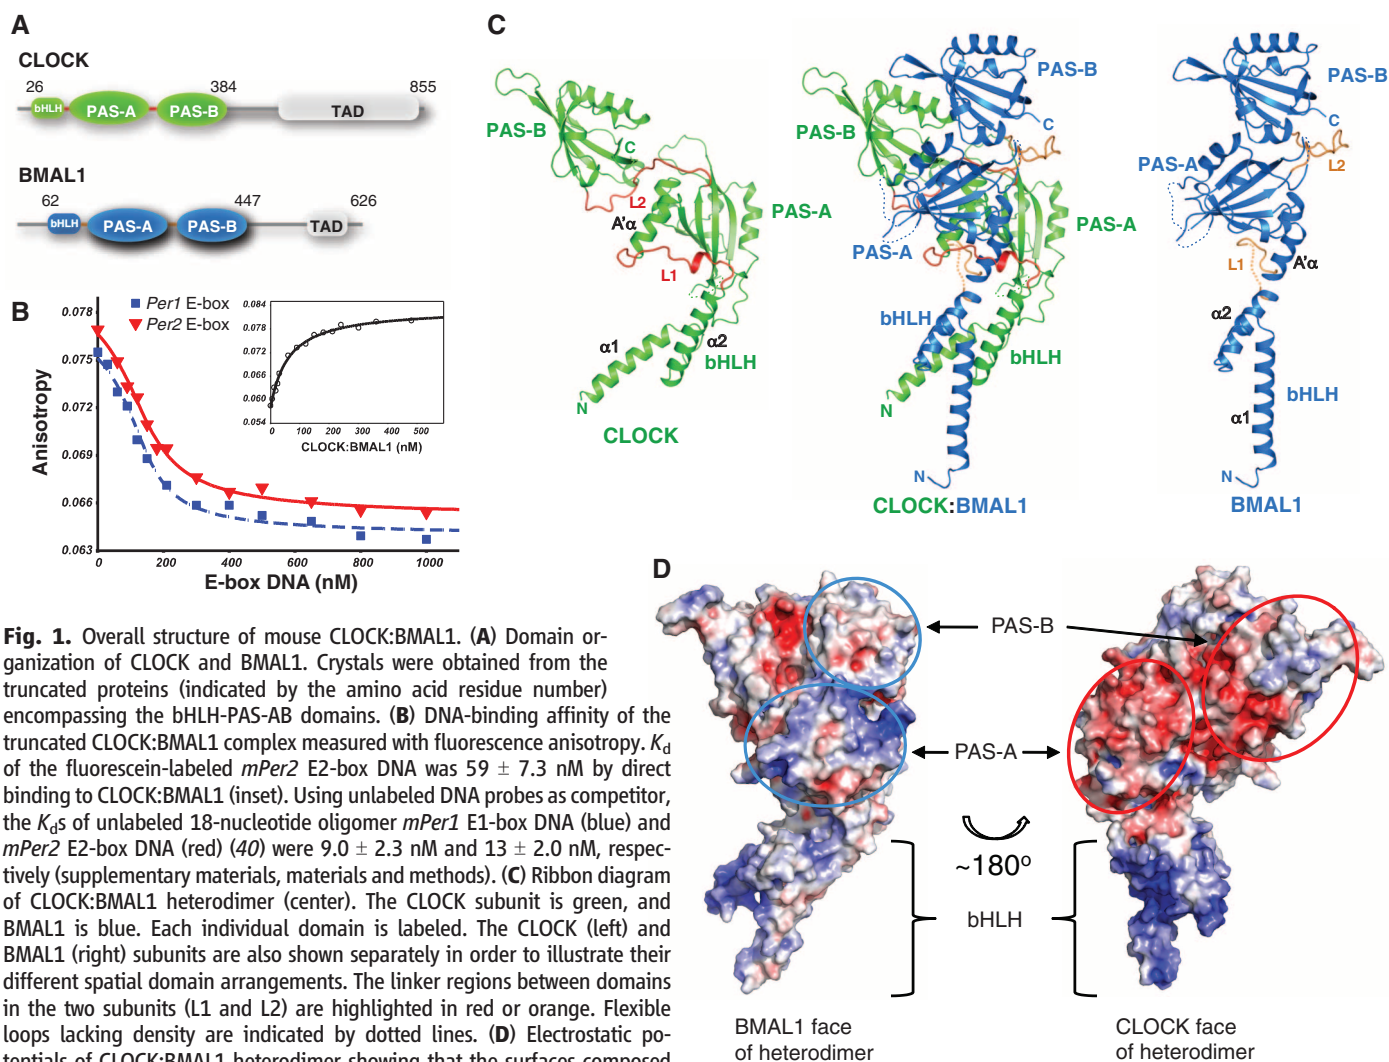 A
CLOCK
26
384
855
bHLH
PAS-A
PAS-B
TAD
BMAL1
62
447
626
bHLH
PAS-A
PAS-B
TAD
B
Per1 E-box
Per2 E-box
0.078
0.075
0.072
0.069
0.066
0.063
Anisotropy
0
200
400
600
800
1000
E-box DNA (nM)
0.084
0.078
0.072
0.066
0.060
0.054
0
100
200
300
400
500
CLOCK:BMAL1 (nM)
C
PAS-B
C
L2
A'α
PAS-A
L1
α1
α2
bHLH
N
CLOCK
PAS-B
PAS-B
C
PAS-A
PAS-A
bHLH
bHLH
N
N
CLOCK:BMAL1
PAS-B
C
PAS-A
L2
L1
A'α
α2
bHLH
α1
N
BMAL1
D
PAS-B
PAS-A
~180°
bHLH
BMAL1 face
of heterodimer
CLOCK face
of heterodimer
Fig. 1. Overall structure of mouse CLOCK:BMAL1. (A) Domain or-
ganization of CLOCK and BMAL1. Crystals were obtained from the
truncated proteins (indicated by the amino acid residue number)
encompassing the bHLH-PAS-AB domains. (B) DNA-binding affinity of the
truncated CLOCK:BMAL1 complex measured with fluorescence anisotropy. Kd
of the fluorescein-labeled mPer2 E2-box DNA was 59 ± 7.3 nM by direct
binding to CLOCK:BMAL1 (inset). Using unlabeled DNA probes as competitor,
the Kds of unlabeled 18-nucleotide oligomer mPer1 E1-box DNA (blue) and
mPer2 E2-box DNA (red) (40) were 9.0 ± 2.3 nM and 13 ± 2.0 nM, respec-
tively (supplementary materials, materials and methods). (C) Ribbon diagram
of CLOCK:BMAL1 heterodimer (center). The CLOCK subunit is green, and
BMAL1 is blue. Each individual domain is labeled. The CLOCK (left) and
BMAL1 (right) subunits are also shown separately in order to illustrate their
different spatial domain arrangements. The linker regions between domains
in the two subunits (L1 and L2) are highlighted in red or orange. Flexible
loops lacking density are indicated by dotted lines. (D) Electrostatic po-
tentials of CLOCK:BMAL1 heterodimer showing that the surfaces composed